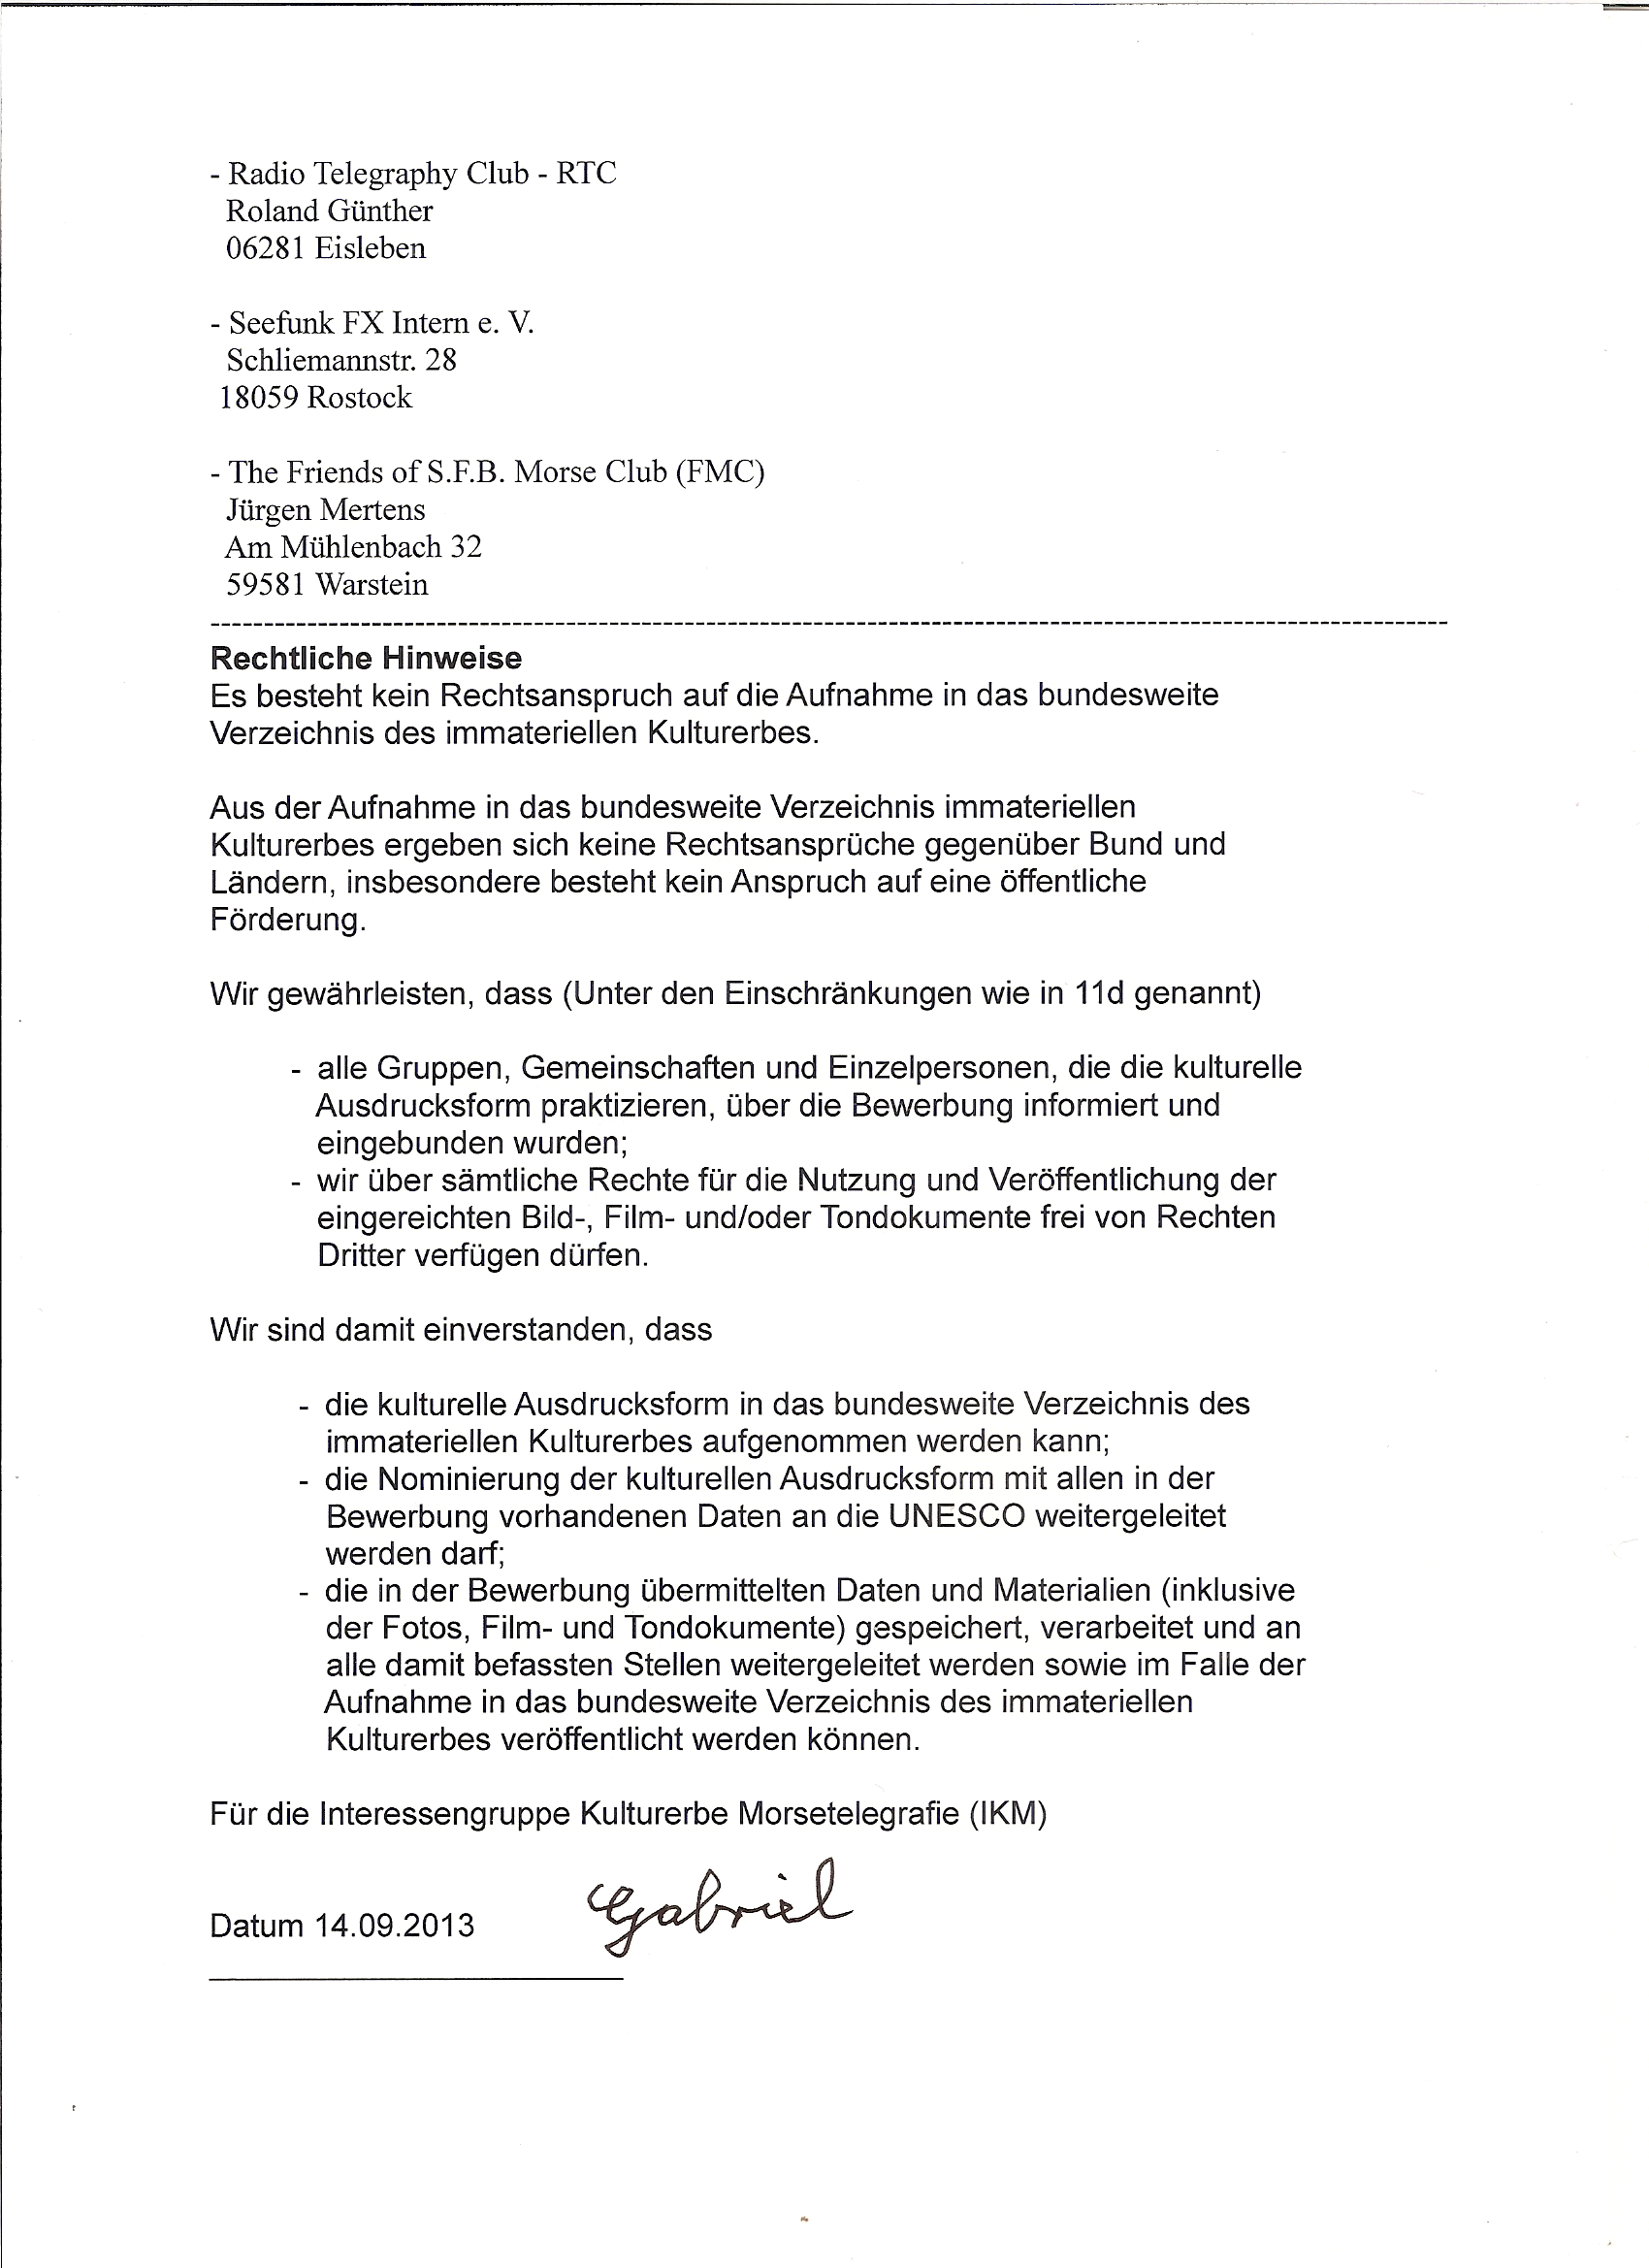 - Radio Telegraphy Club - RTC
Roland Günther
06281 Eisleben
- Seefunk FX Intern e. V.
Schliemannstr. 28
18059 Rostock
- The Friends of S.F.B. Morse Club (FMC)
Jürgen Mertens
Am Mühlenbach 32
59581 Warstein
Rechtliche Hinweise
Es besteht kein Rechtsanspruch auf die Aufnahme in das bundesweite
Verzeichnis des immateriellen Kulturerbes.
Aus der Aufnahme in das bundesweite Verzeichnis immateriellen
Kulturerbes ergeben sich keine Rechtsansprüche gegenüber Bund und
Ländern, insbesondere besteht kein Anspruch auf eine öffentliche
Förderung.
Wir gewährleisten, dass (Unter den Einschränkungen wie in 11d genannt)
- alle Gruppen, Gemeinschaften und Einzelpersonen, die die kulturelle
Ausdrucksform praktizieren, über die Bewerbung informiert und
eingebunden wurden;
- wir über sämtliche Rechte für die Nutzung und Veröffentlichung der
eingereichten Bild-, Film- und/oder Tondokumente frei von Rechten
Dritter verfügen dürfen.
Wir sind damit einverstanden, dass
- die kulturelle Ausdrucksform in das bundesweite Verzeichnis des
immateriellen Kulturerbes aufgenommen werden kann;
- die Nominierung der kulturellen Ausdrucksform mit allen in der
Bewerbung vorhandenen Daten an die UNESCO weitergeleitet
werden darf;
- die in der Bewerbung übermittelten Daten und Materialien (inklusive
der Fotos, Film- und Tondokumente) gespeichert, verarbeitet und an
alle damit befassten Stellen weitergeleitet werden sowie im Falle der
Aufnahme in das bundesweite Verzeichnis des immateriellen
Kulturerbes veröffentlicht werden können.
Für die Interessengruppe Kulturerbe Morsetelegrafie (IKM)
Datum 14.09.2013 Gabriel